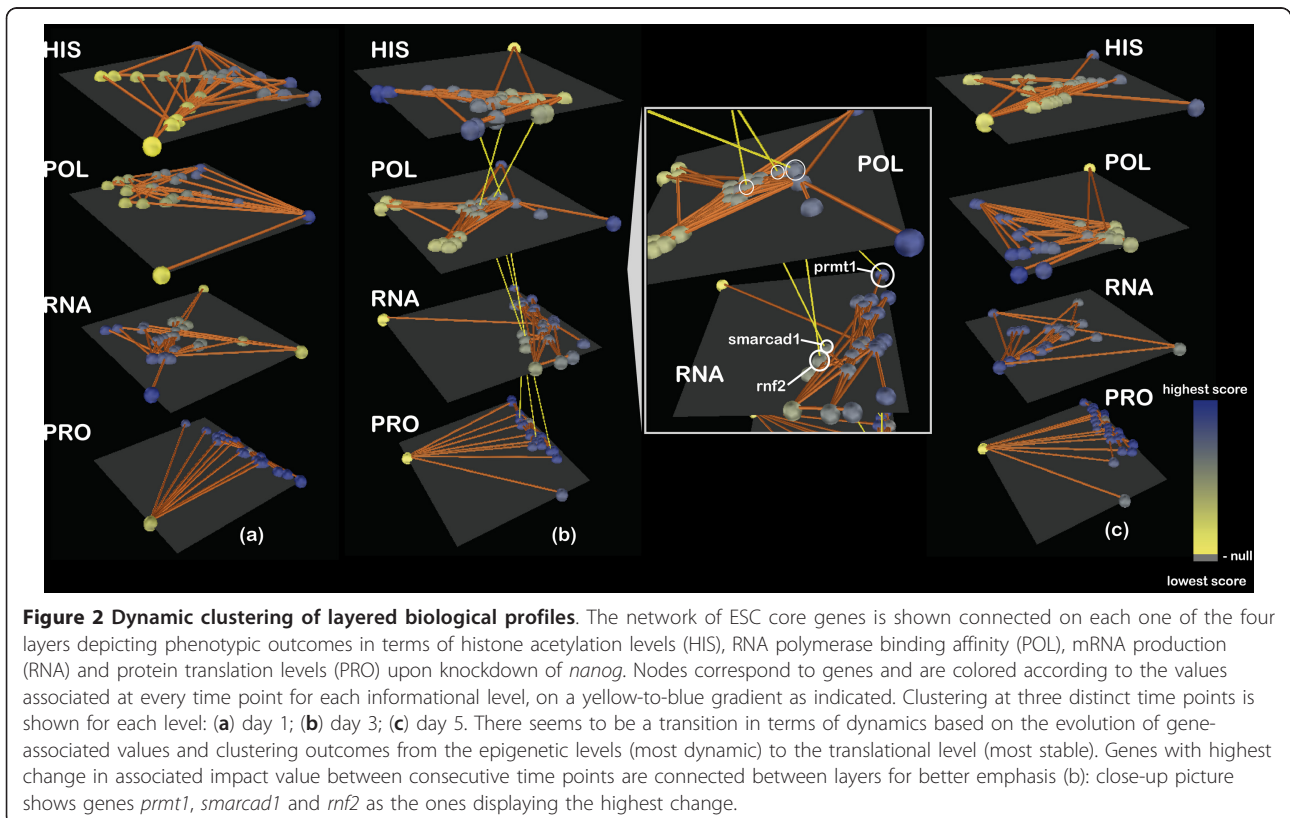 HIS
POL
RNA
PRO
(a)
HIS
POL
RNA
PRO
(b)
POL
prmt1
smarcad1
RNA
rnf2
HIS
POL
RNA
PRO
(c)
highest score
- null
lowest score
Figure 2 Dynamic clustering of layered biological profiles. The network of ESC core genes is shown connected on each one of the four
layers depicting phenotypic outcomes in terms of histone acetylation levels (HIS), RNA polymerase binding affinity (POL), mRNA production
(RNA) and protein translation levels (PRO) upon knockdown of nanog. Nodes correspond to genes and are colored according to the values
associated at every time point for each informational level, on a yellow-to-blue gradient as indicated. Clustering at three distinct time points is
shown for each level: (a) day 1; (b) day 3; (c) day 5. There seems to be a transition in terms of dynamics based on the evolution of gene-
associated values and clustering outcomes from the epigenetic levels (most dynamic) to the translational level (most stable). Genes with highest
change in associated impact value between consecutive time points are connected between layers for better emphasis (b): close-up picture
shows genes prmt1, smarcad1 and rnf2 as the ones displaying the highest change.